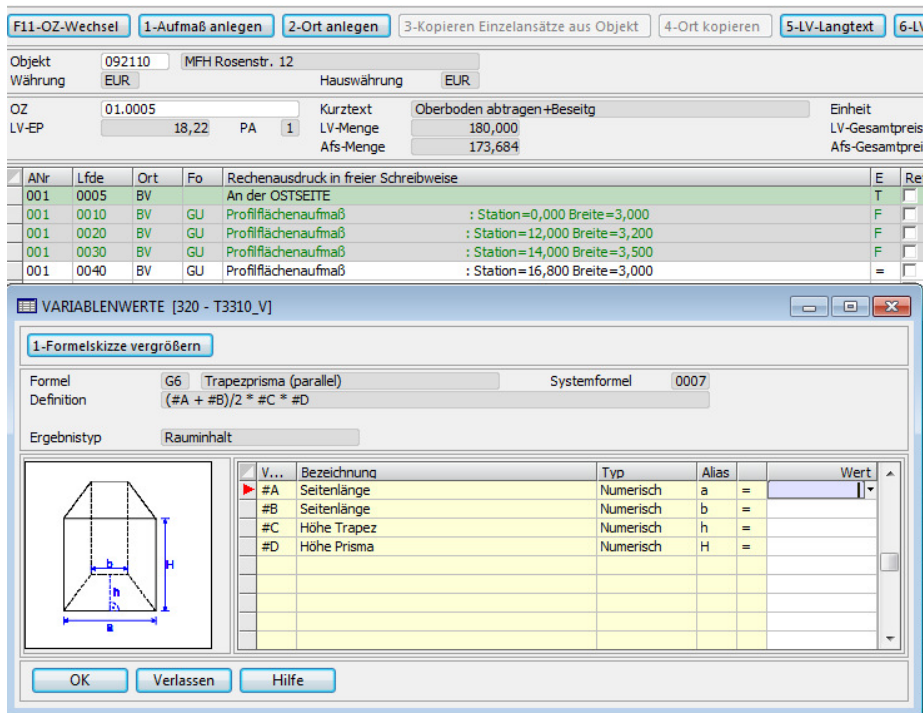 F11-OZ-Wechsel 1-Aufmaß anlegen 2-Ort anlegen 3-Kopieren Einzelansätze aus Objekt 4-Ort kopieren 5-LV-Langtext 6-LV
Objekt 092110 MFH Rosenstr. 12
Währung EUR Hauswährung EUR
OZ 01.0005 Kurztext Oberboden abtragen+Beseitg Einheit
LV-EP 18,22 PA 1 LV-Menge 180,000 LV-Gesamtpreis
Afs-Menge 173,684 Afs-Gesamtprei
ANr Lfde Ort Fo Rechenausdruck in freier Schreibweise E Re
001 0005 BV An der OSTSEITE T
001 0010 BV GU Profilflächenaufmaß : Station=0,000 Breite=3,000 F
001 0020 BV GU Profilflächenaufmaß : Station=12,000 Breite=3,200 F
001 0030 BV GU Profilflächenaufmaß : Station=14,000 Breite=3,500 F
001 0040 BV GU Profilflächenaufmaß : Station=16,800 Breite=3,000 =
VARIABLENWERTE [320 - T3310_V]
1-Formelskizze vergrößern
Formel G6 Trapezprisma (parallel) Systemformel 0007
Definition (#A + #B)/2 * #C * #D
Ergebnistyp Rauminhalt
V... Bezeichnung Typ Alias Wert
#A Seitenlänge Numerisch a =
#B Seitenlänge Numerisch b =
#C Höhe Trapez Numerisch h =
#D Höhe Prisma Numerisch H =
H
b
h
a
OK Verlassen Hilfe